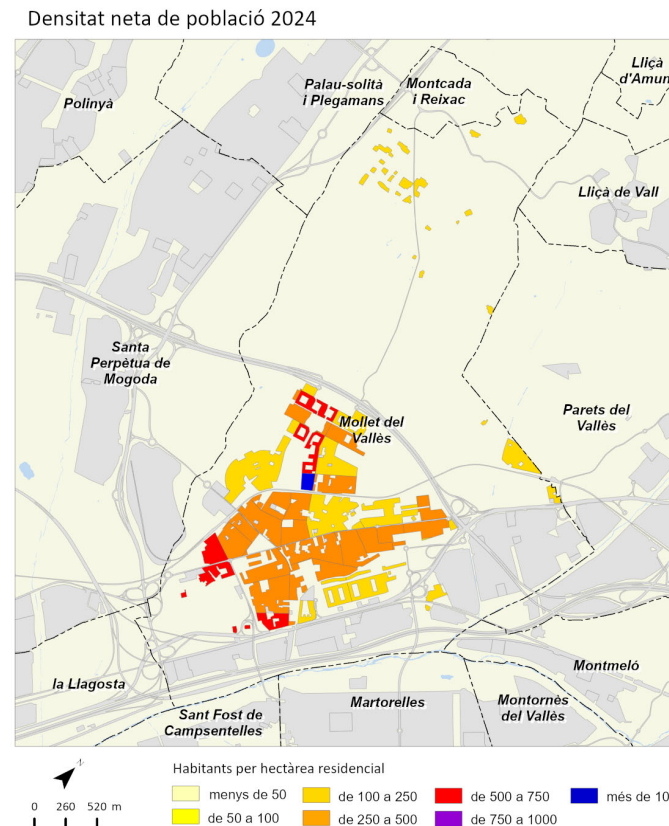 Densitat neta de població 2024
Polinyà
Palau-solità
i Plegamans
Montcada
i Reixac
Lliçà
d'Amun
Lliçà de Vall
Santa
Perpètua de
Mogoda
Mollet del
Vallès
Parets del
Vallès
la Llagosta
Sant Fost de
Campsentelles
Martorelles
Montornès
del Vallès
Montmeló
N
0 260 520 m
Habitants per hectàrea residencial
menys de 50
de 50 a 100
de 100 a 250
de 250 a 500
de 500 a 750
de 750 a 1000
més de 10